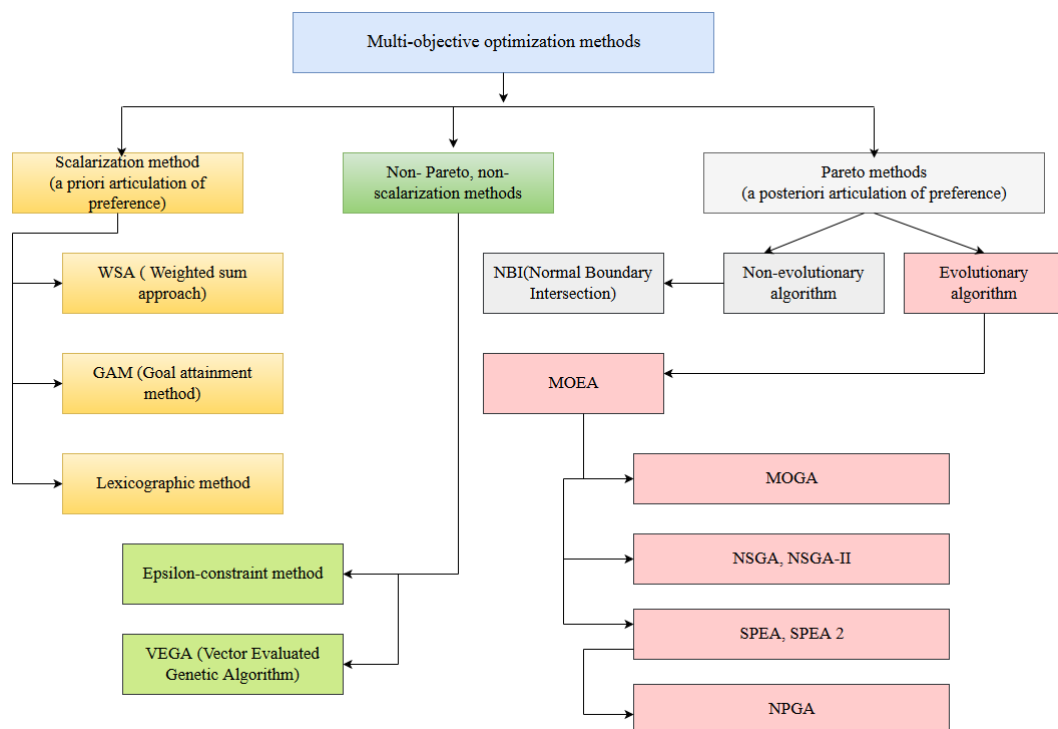 Multi-objective optimization methods
Scalarization method
(a priori articulation of
preference)
Non- Pareto, non-
scalarization methods
Pareto methods
(a posteriori articulation of preference)
WSA ( Weighted sum
approach)
NBI(Normal Boundary
Intersection)
Non-evolutionary
algorithm
Evolutionary
algorithm
GAM (Goal attainment
method)
MOEA
Lexicographic method
MOGA
Epsilon-constraint method
NSGA, NSGA-II
VEGA (Vector Evaluated
Genetic Algorithm)
SPEA, SPEA 2
NPGA